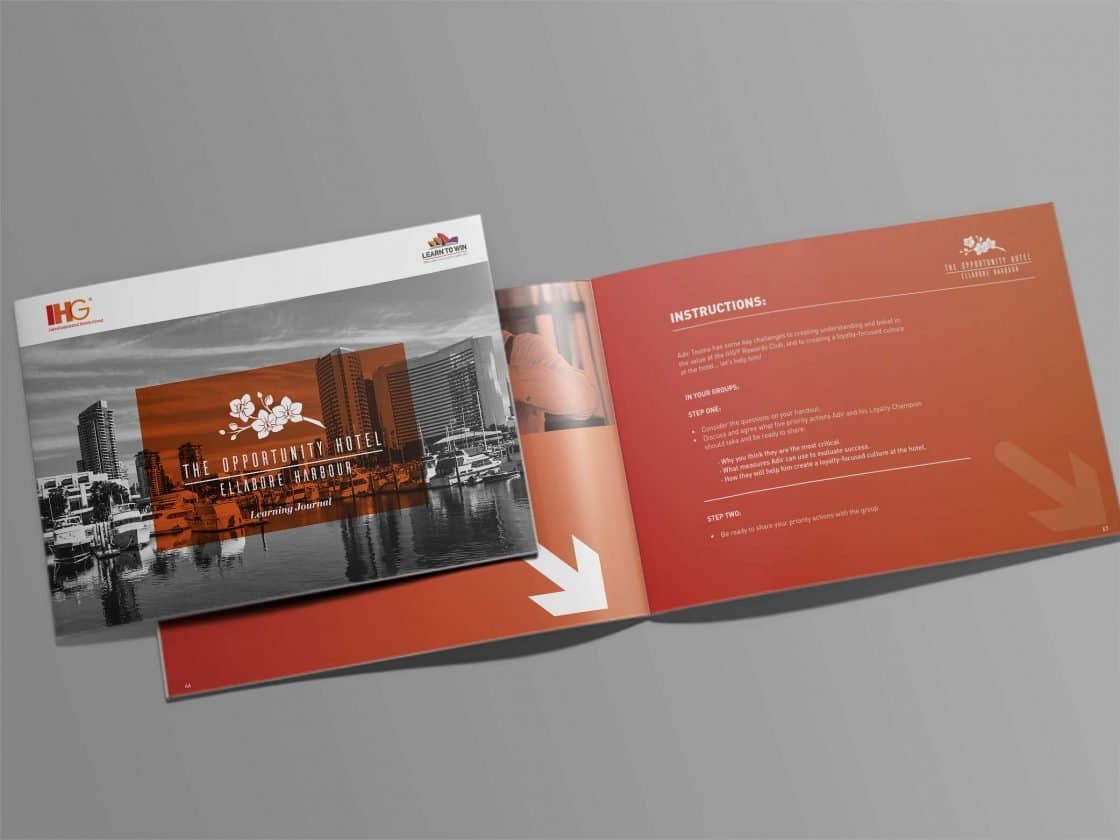 IHG®
InterContinental Hotels Group
LEARN TO WIN
THE OPPORTUNITY HOTEL
ELLABORE HARBOUR
Learning Journal
44
THE OPPORTUNITY HOTEL
ELLABORE HARBOUR
INSTRUCTIONS:
Adir Tourna has some key challenges to creating understanding and belief in
the value of the IHG® Rewards Club, and to creating a loyalty-focused culture
at the hotel... let's help him!
IN YOUR GROUPS:
STEP ONE:
• Consider the questions on your handout.
• Discuss and agree what five priority actions Adir and his Loyalty Champion
should take and be ready to share:
- Why you think they are the most critical.
- What measures Adir can use to evaluate success.
- How they will help him create a loyalty-focused culture at the hotel.
STEP TWO:
• Be ready to share your priority actions with the group